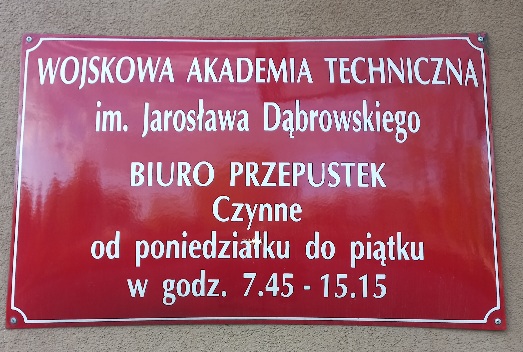 WOJSKOWA AKADEMIA TECHNICZNA
im. Jarosława Dąbrowskiego
BIURO PRZEPUSTEK
Czynne
od poniedziałku do piątku
w godz. 7.45 - 15.15